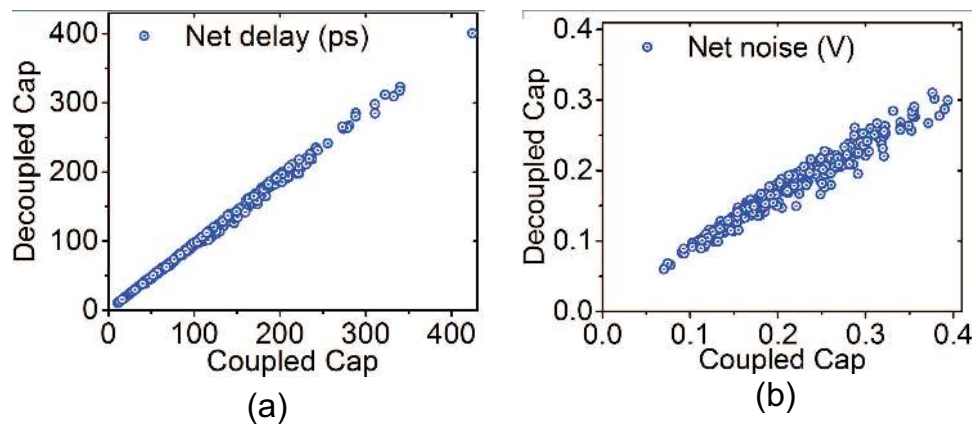 Net delay (ps)
400
300
200
100
0
0 100 200 300 400
Decoupled Cap
Coupled Cap
(a)
Net noise (V)
0.4
0.3
0.2
0.1
0.0
0.0 0.1 0.2 0.3 0.4
Decoupled Cap
Coupled Cap
(b)